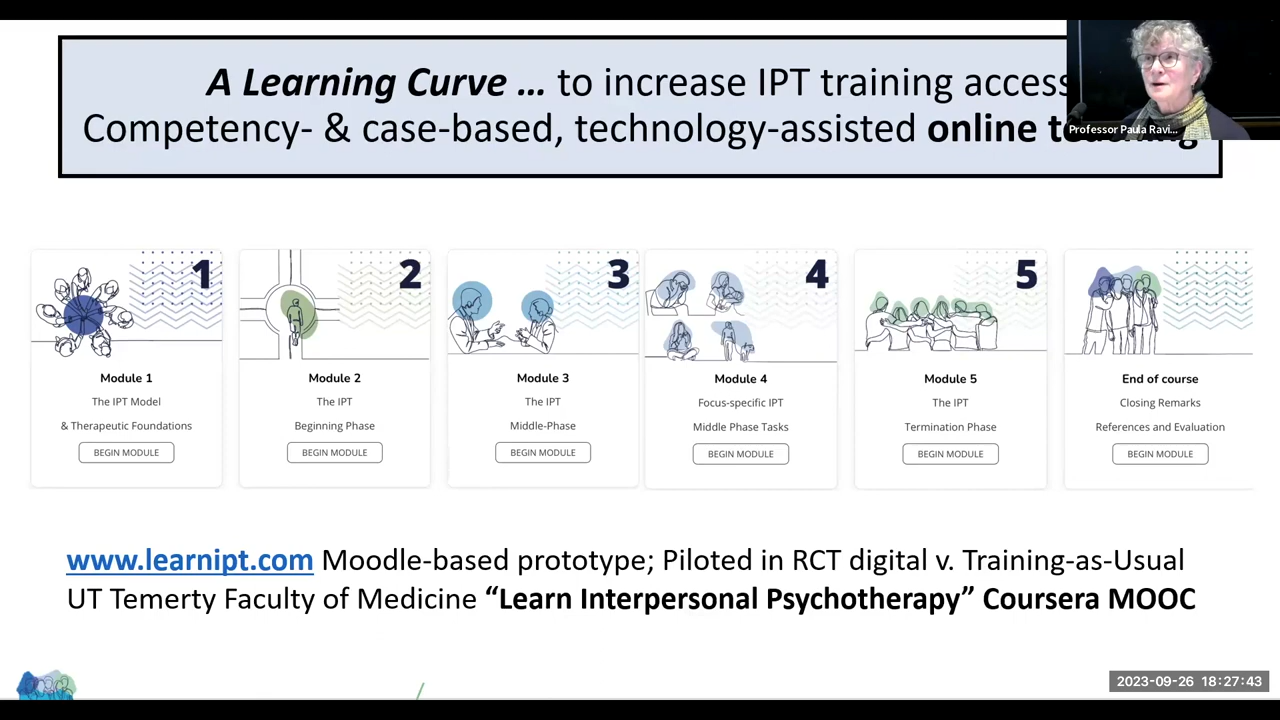 A Learning Curve ... to increase IPT training access
Competency- & case-based, technology-assisted online teaching
Professor Paula Ravi...
1
2
3
4
5
Module 1
The IPT Model
& Therapeutic Foundations
BEGIN MODULE
Module 2
The IPT
Beginning Phase
BEGIN MODULE
Module 3
The IPT
Middle-Phase
BEGIN MODULE
Module 4
Focus-specific IPT
Middle Phase Tasks
BEGIN MODULE
Module 5
The IPT
Termination Phase
BEGIN MODULE
End of course
Closing Remarks
References and Evaluation
BEGIN MODULE
www.learnipt.com Moodle-based prototype; Piloted in RCT digital v. Training-as-Usual
UT Temerty Faculty of Medicine “Learn Interpersonal Psychotherapy” Coursera MOOC
2023-09-26 18:27:43